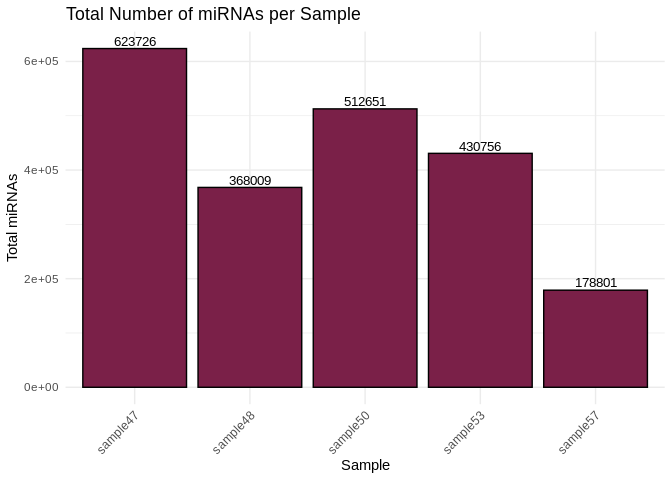 Total Number of miRNAs per Sample
623726
512651
430756
368009
178801
6e+05
4e+05
2e+05
0e+00
Total miRNAs
sample47
sample48
sample50
sample53
sample57
Sample